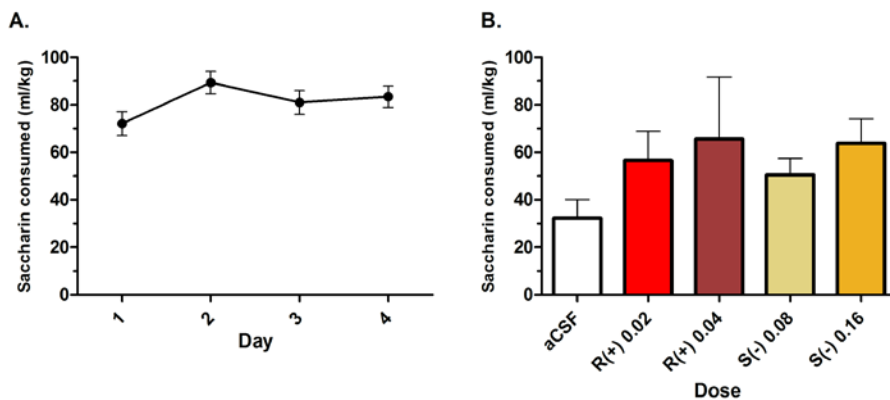 A.
Saccharin consumed (ml/kg)
100
80
60
40
20
0
1
2
3
4
Day
B.
Saccharin consumed (ml/kg)
100
80
60
40
20
0
aCSF
R(+) 0.02
R(+) 0.04
S(-) 0.08
S(-) 0.16
Dose